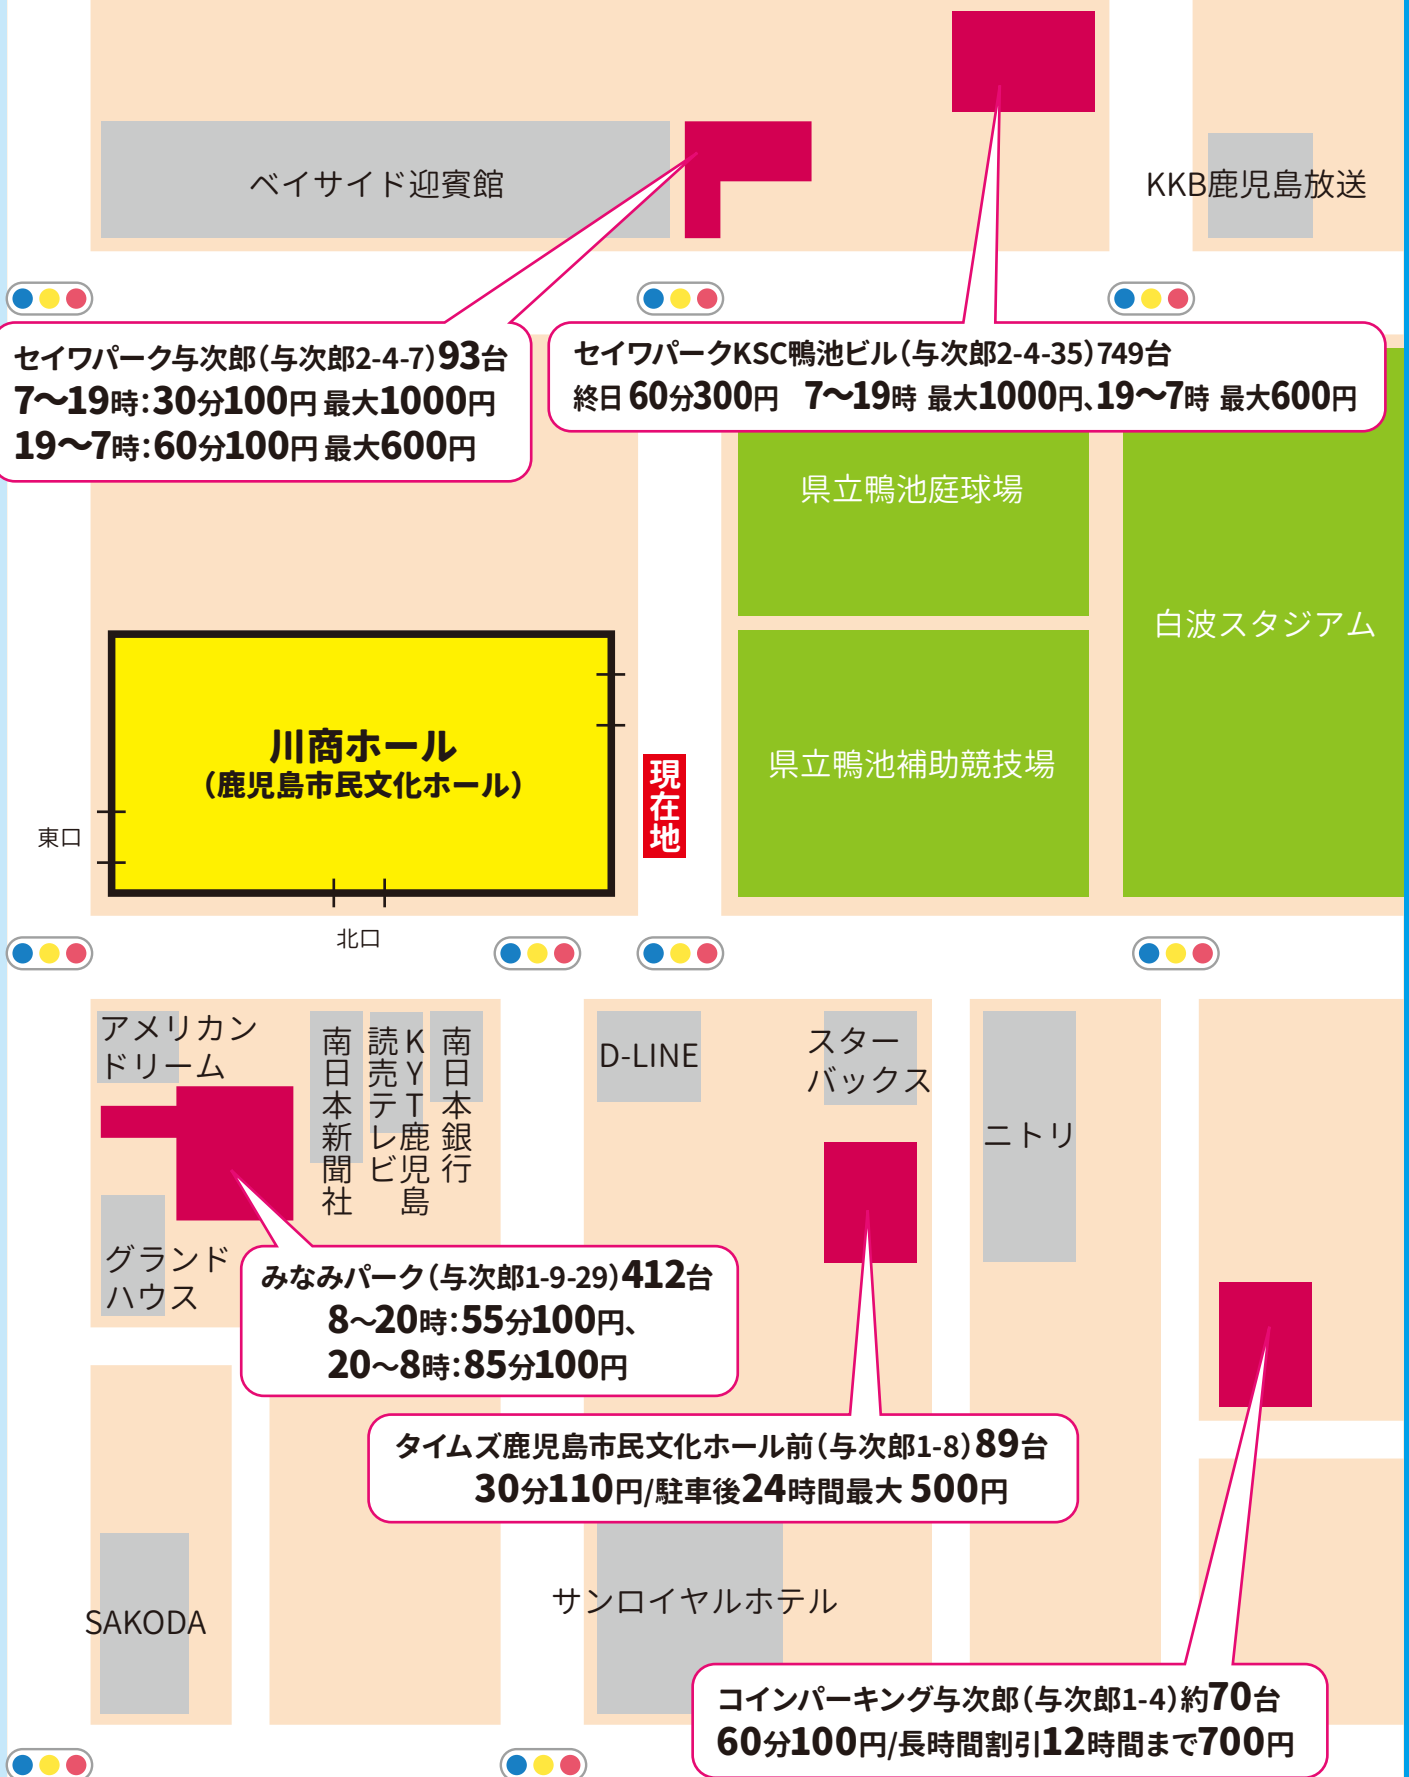 ベイサイド迎賓館
KKB鹿児島放送
セイワパーク与次郎(与次郎2-4-7)93台
7〜19時:30分100円 最大1000円
19〜7時:60分100円 最大600円
セイワパークKSC鴨池ビル(与次郎2-4-35)749台
終日 60分300円 7〜19時 最大1000円、19〜7時 最大600円
県立鴨池庭球場
白波スタジアム
川商ホール
(鹿児島市民文化ホール)
県立鴨池補助競技場
現在地
東口
北口
アメリカン
ドリーム
南日本新聞社
読売テレビ
KYT鹿児島
南日本銀行
D-LINE
スター
バックス
ニトリ
グランド
ハウス
みなみパーク(与次郎1-9-29)412台
8〜20時:55分100円、
20〜8時:85分100円
タイムズ鹿児島市民文化ホール前(与次郎1-8)89台
30分110円/駐車後24時間最大 500円
サンロイヤルホテル
SAKODA
コインパーキング与次郎(与次郎1-4)約70台
60分100円/長時間割引12時間まで700円